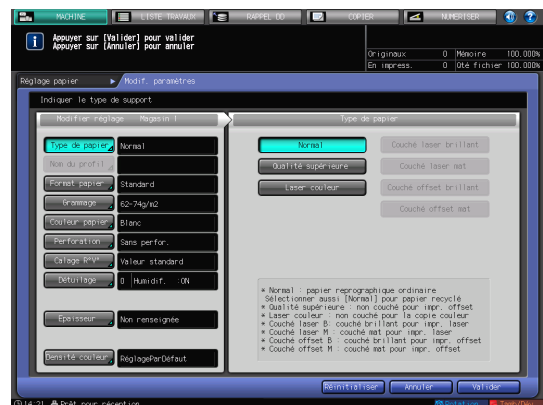 MACHINE LISTE TRAVAUX RAPPEL DD COPIER NUMERISER
Appuyer sur [Valider] pour valider
Appuyer sur [Annuler] pour annuler
Originaux 0 Mémoire 100.000%
En impress. 0 Qté fichier 100.000%
Réglage papier Modif. paramètres
Indiquer le type de support
Modifier réglage Magasin 1
Type de papier
Type de papier Normal
Nom du profil
Format papier Standard
Grammage 62-74g/m2
Couleur papier Blanc
Perforation Sans perfor.
Calage R°V° Valeur standard
Détuilage 0 Humidif. :ON
Epaisseur Non renseignée
Densité couleur RéglageParDéfaut
Normal Couché laser brillant
Qualité supérieure Couché laser mat
Laser couleur Couché offset brillant
Couché offset mat
* Normal : papier reprographique ordinaire
Sélectionner aussi [Normal] pour papier recyclé
* Qualité supérieure : non couché pour impr. offset
* Laser couleur : non couché pour la copie couleur
* Couché laser B: couché brillant pour impr. laser
* Couché laser M : couché mat pour impr. laser
* Couché offset B : couché brillant pour impr. offset
* Couché offset M : couché mat pour impr. offset
Réinitialiser Annuler Valider
14:21 Prêt pour réception Rotation